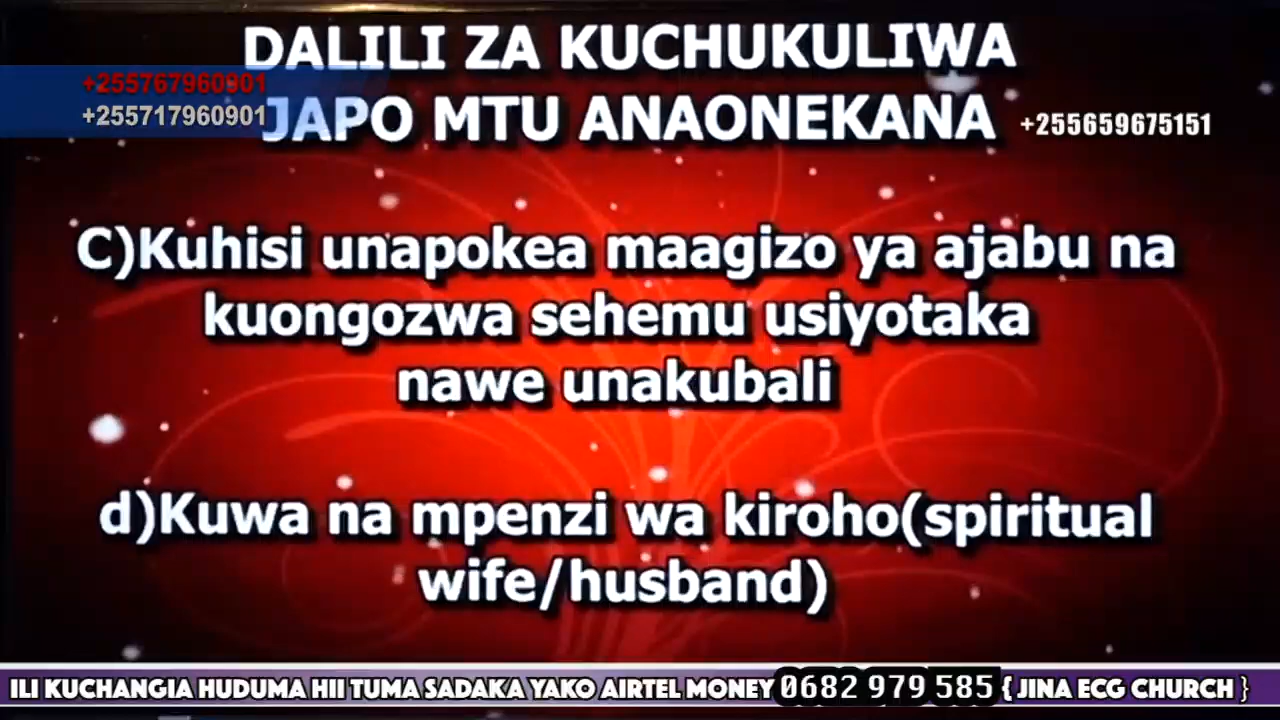 DALILI ZA KUCHUKULIWA
+255767960901
+255717960901
JAPO MTU ANAONEKANA
+255659675151
C)Kuhisi unapokea maagizo ya ajabu na
kuongozwa sehemu usiyotaka
nawe unakubali
d)Kuwa na mpenzi wa kiroho(spiritual
wife/husband)
ILI KUCHANGIA HUDUMA HII TUMA SADAKA YAKO AIRTEL MONEY 0682 979 585 { JINA ECG CHURCH }